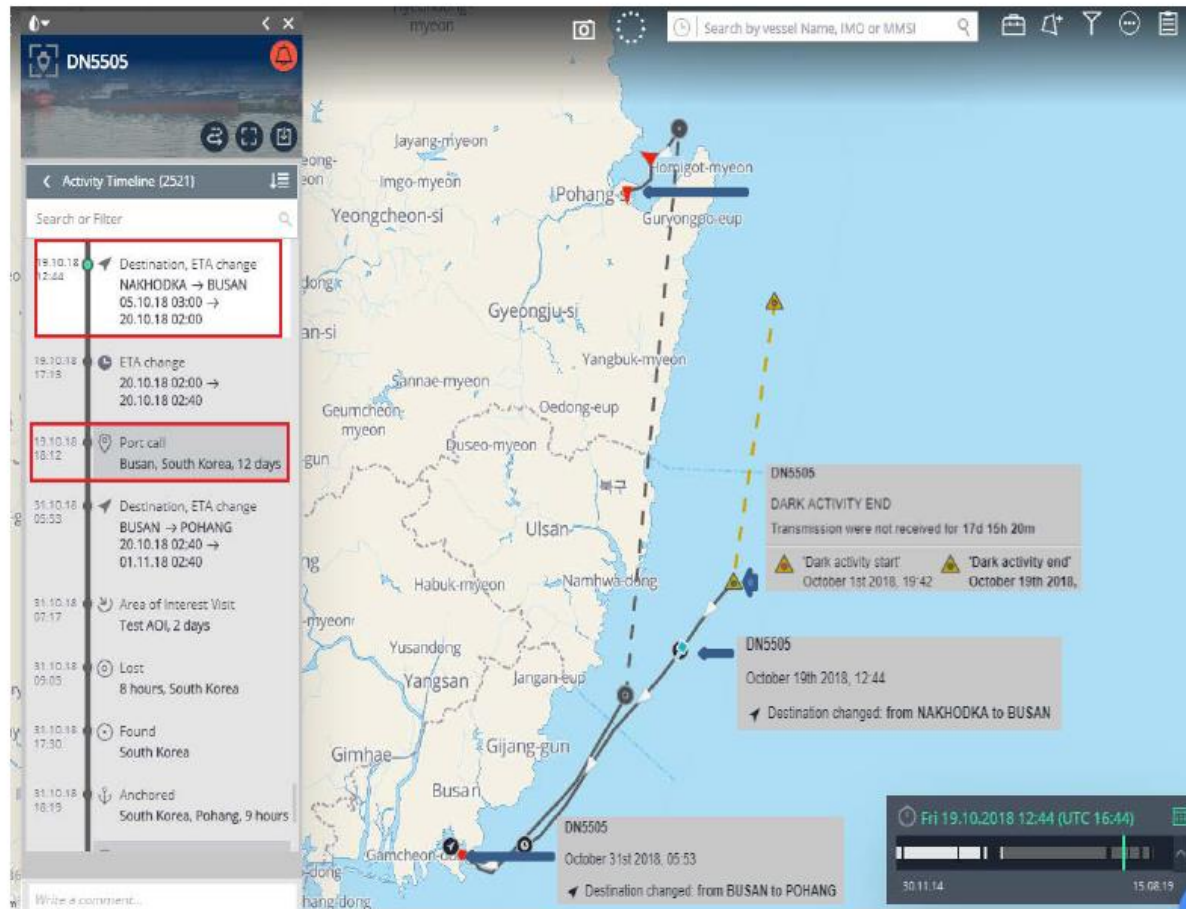 Search by vessel Name, IMO or MMSI
DN5505
Activity Timeline (2521)
Search or Filter
19.10.18
12:44
Destination, ETA change
NAKHODKA → BUSAN
05.10.18 03:00 →
20.10.18 02:00
19.10.18
17:13
ETA change
20.10.18 02:00 →
20.10.18 02:40
19.10.18
18:12
Port call
Busan, South Korea, 12 days
31.10.18
05:53
Destination, ETA change
BUSAN → POHANG
20.10.18 02:40 →
01.11.18 02:40
31.10.18
07:17
Area of Interest Visit
Test AOI, 2 days
31.10.18
09:03
Lost
8 hours, South Korea
31.10.18
17:30
Found
South Korea
31.10.18
18:19
Anchored
South Korea, Pohang, 9 hours
Write a comment...
Jayang-myeon
Imgo-myeon
Yeongcheon-si
Homigot-myeon
Pohang-s
Guryongpo-eup
Gyeongju-si
an-si
Yangbuk-myeon
Sannae-myeon
Oedong-eup
Geumcheon-
myeon
Duseo-myeon
-gun
북구
Ulsan
Habuk-myeon
Namhwa-dong
-myeon
Yusandong
Yangsan
Jangan-eup
Gimhae
Gijang-gun
Busan
Gamcheon-do
-dong
hang-dong
DN5505
DARK ACTIVITY END
Transmission were not received for 17d 15h 20m
'Dark activity start'
October 1st 2018, 19:42
'Dark activity end'
October 19th 2018,
DN5505
October 19th 2018, 12:44
Destination changed: from NAKHODKA to BUSAN
DN5505
October 31st 2018, 05:53
Destination changed: from BUSAN to POHANG
Fri 19.10.2018 12:44 (UTC 16:44)
30.11.14
15.08.19